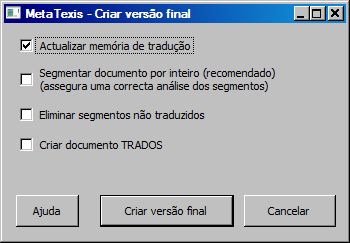 MetaTexis - Criar versão final
Actualizar memória de tradução
Segmentar documento por inteiro (recomendado)
(assegura uma correcta análise dos segmentos)
Eliminar segmentos não traduzidos
Criar documento TRADOS
Ajuda
Criar versão final
Cancelar